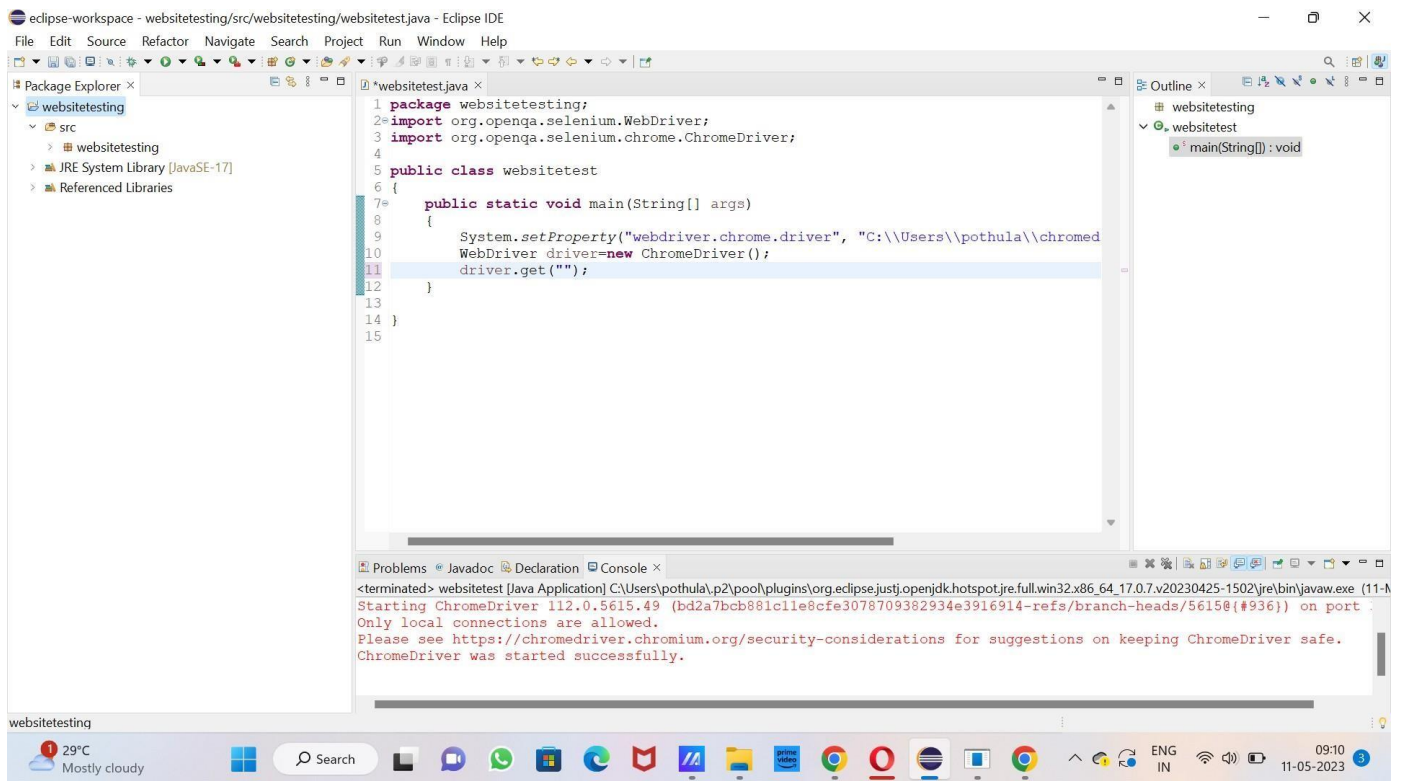 eclipse-workspace - websitetesting/src/websitetesting/websitetest.java - Eclipse IDE
File Edit Source Refactor Navigate Search Project Run Window Help
Package Explorer
websitetesting
src
websitetesting
JRE System Library [JavaSE-17]
Referenced Libraries
*websitetest.java
1 package websitetesting;
2 import org.openqa.selenium.WebDriver;
3 import org.openqa.selenium.chrome.ChromeDriver;
4
5 public class websitetest
6 {
7 public static void main(String[] args)
8 {
9 System.setProperty("webdriver.chrome.driver", "C:\\Users\\pothula\\chromed
10 WebDriver driver=new ChromeDriver();
11 driver.get("");
12 }
13
14 }
15
Outline
websitetesting
websitetest
main(String[]) : void
Problems Javadoc Declaration Console
<terminated> websitetest [Java Application] C:\Users\pothula\.p2\pool\plugins\org.eclipse.justj.openjdk.hotspot.jre.full.win32.x86_64_17.0.7.v20230425-1502\jre\bin\javaw.exe (11-M
Starting ChromeDriver 112.0.5615.49 (bd2a7bcb881c11e8cfe3078709382934e3916914-refs/branch-heads/5615@{#936}) on port
Only local connections are allowed.
Please see https://chromedriver.chromium.org/security-considerations for suggestions on keeping ChromeDriver safe.
ChromeDriver was started successfully.
websitetesting
1
29°C
Mostly cloudy
Search
prime video
ENG
IN
09:10
11-05-2023
3